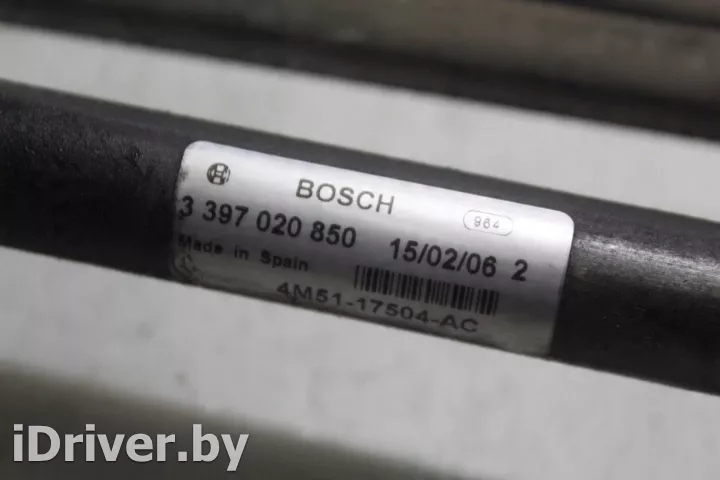 BOSCH
964
3 397 020 850 15/02/06 2
Made in Spain
4M51-17504-AC
iDriver.by